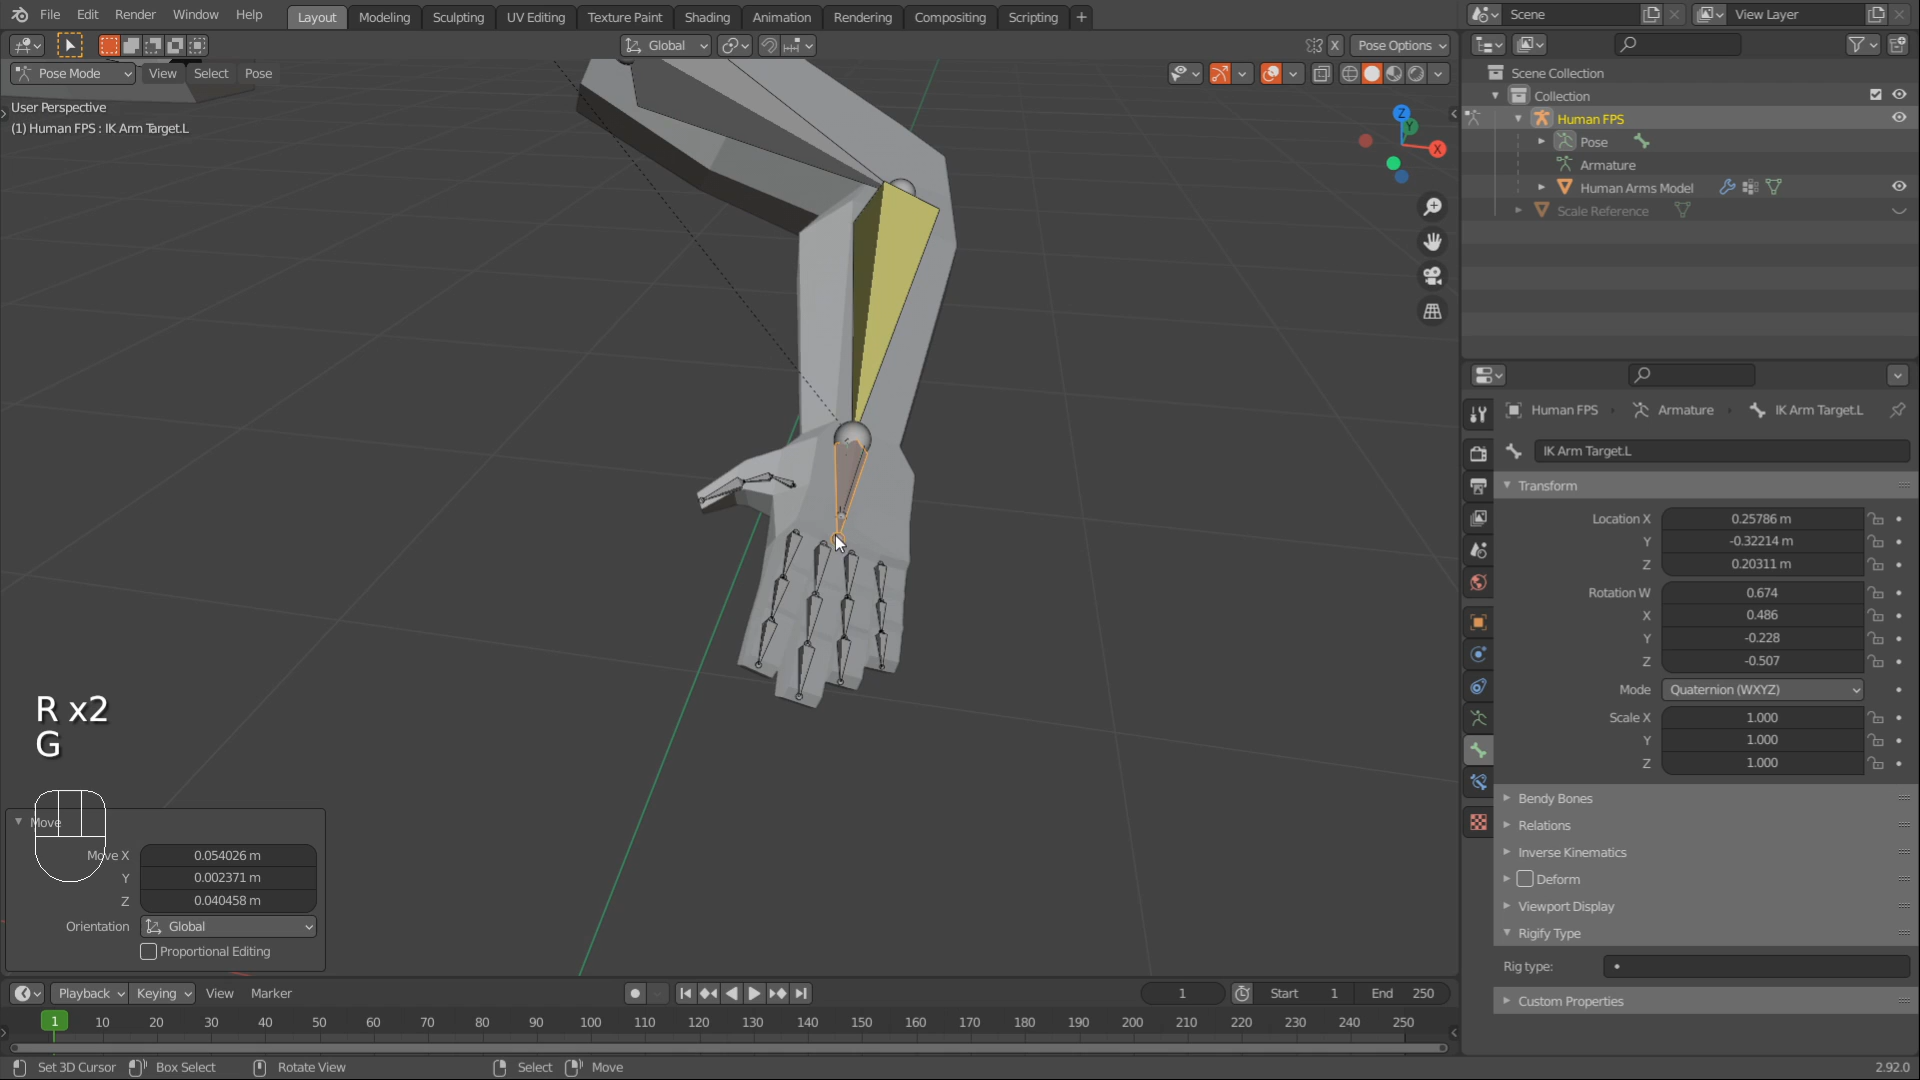 File Edit Render Window Help
Layout Modeling Sculpting UV Editing Texture Paint Shading Animation Rendering Compositing Scripting +
Scene
View Layer
Global
X
Pose Options
Pose Mode View Select Pose
User Perspective
(1) Human FPS : IK Arm Target.L
Z
Y
X
Scene Collection
Collection
Human FPS
Pose
Armature
Human Arms Model
Scale Reference
Human FPS Armature IK Arm Target.L
IK Arm Target.L
Transform
Location X 0.25786 m
Y -0.32214 m
Z 0.20311 m
Rotation W 0.674
X 0.486
Y -0.228
Z -0.507
Mode Quaternion (WXYZ)
Scale X 1.000
Y 1.000
Z 1.000
Bendy Bones
Relations
Inverse Kinematics
Deform
Viewport Display
Rigify Type
Rig type:
Custom Properties
R x2
G
Move
Move X 0.054026 m
Y 0.002371 m
Z 0.040458 m
Orientation Global
Proportional Editing
Playback Keying View Marker
1 Start 1 End 250
1 10 20 30 40 50 60 70 80 90 100 110 120 130 140 150 160 170 180 190 200 210 220 230 240 250
Set 3D Cursor Box Select Rotate View Select Move 2.92.0